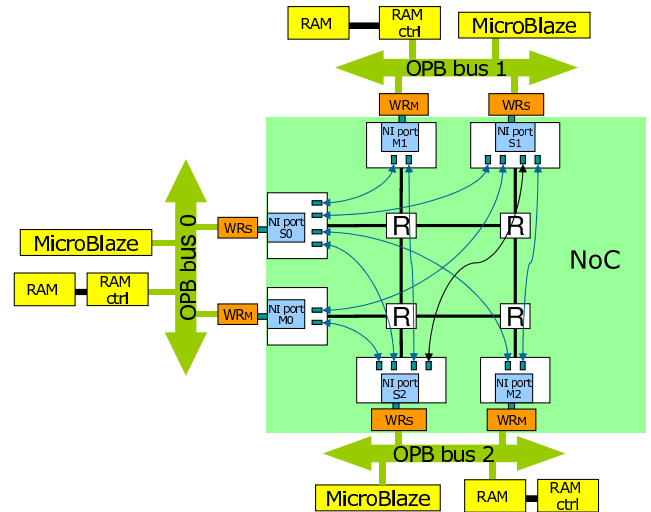 RAM
RAM
ctrl
MicroBlaze
OPB bus 1
WRM
WRS
NI port
M1
NI port
S1
OPB bus 0
WRS
NI port
S0
R
R
MicroBlaze
NoC
RAM
RAM
ctrl
WRM
NI port
M0
R
R
NI port
S2
NI port
M2
WRS
WRM
OPB bus 2
MicroBlaze
RAM
RAM
ctrl